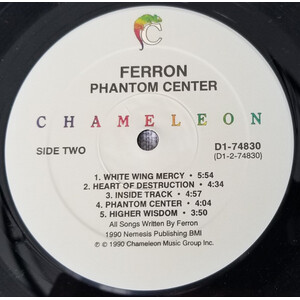 C
FERRON
PHANTOM CENTER
CHAMELEON
SIDE TWO
D1-74830
(D1-2-74830)
1. WHITE WING MERCY • 5:54
2. HEART OF DESTRUCTION • 4:34
3. INSIDE TRACK • 4:57
4. PHANTOM CENTER • 4:04
5. HIGHER WISDOM • 3:50
All Songs Written By Ferron
1990 Nemesis Publishing BMI
℗ © 1990 Chameleon Music Group Inc.